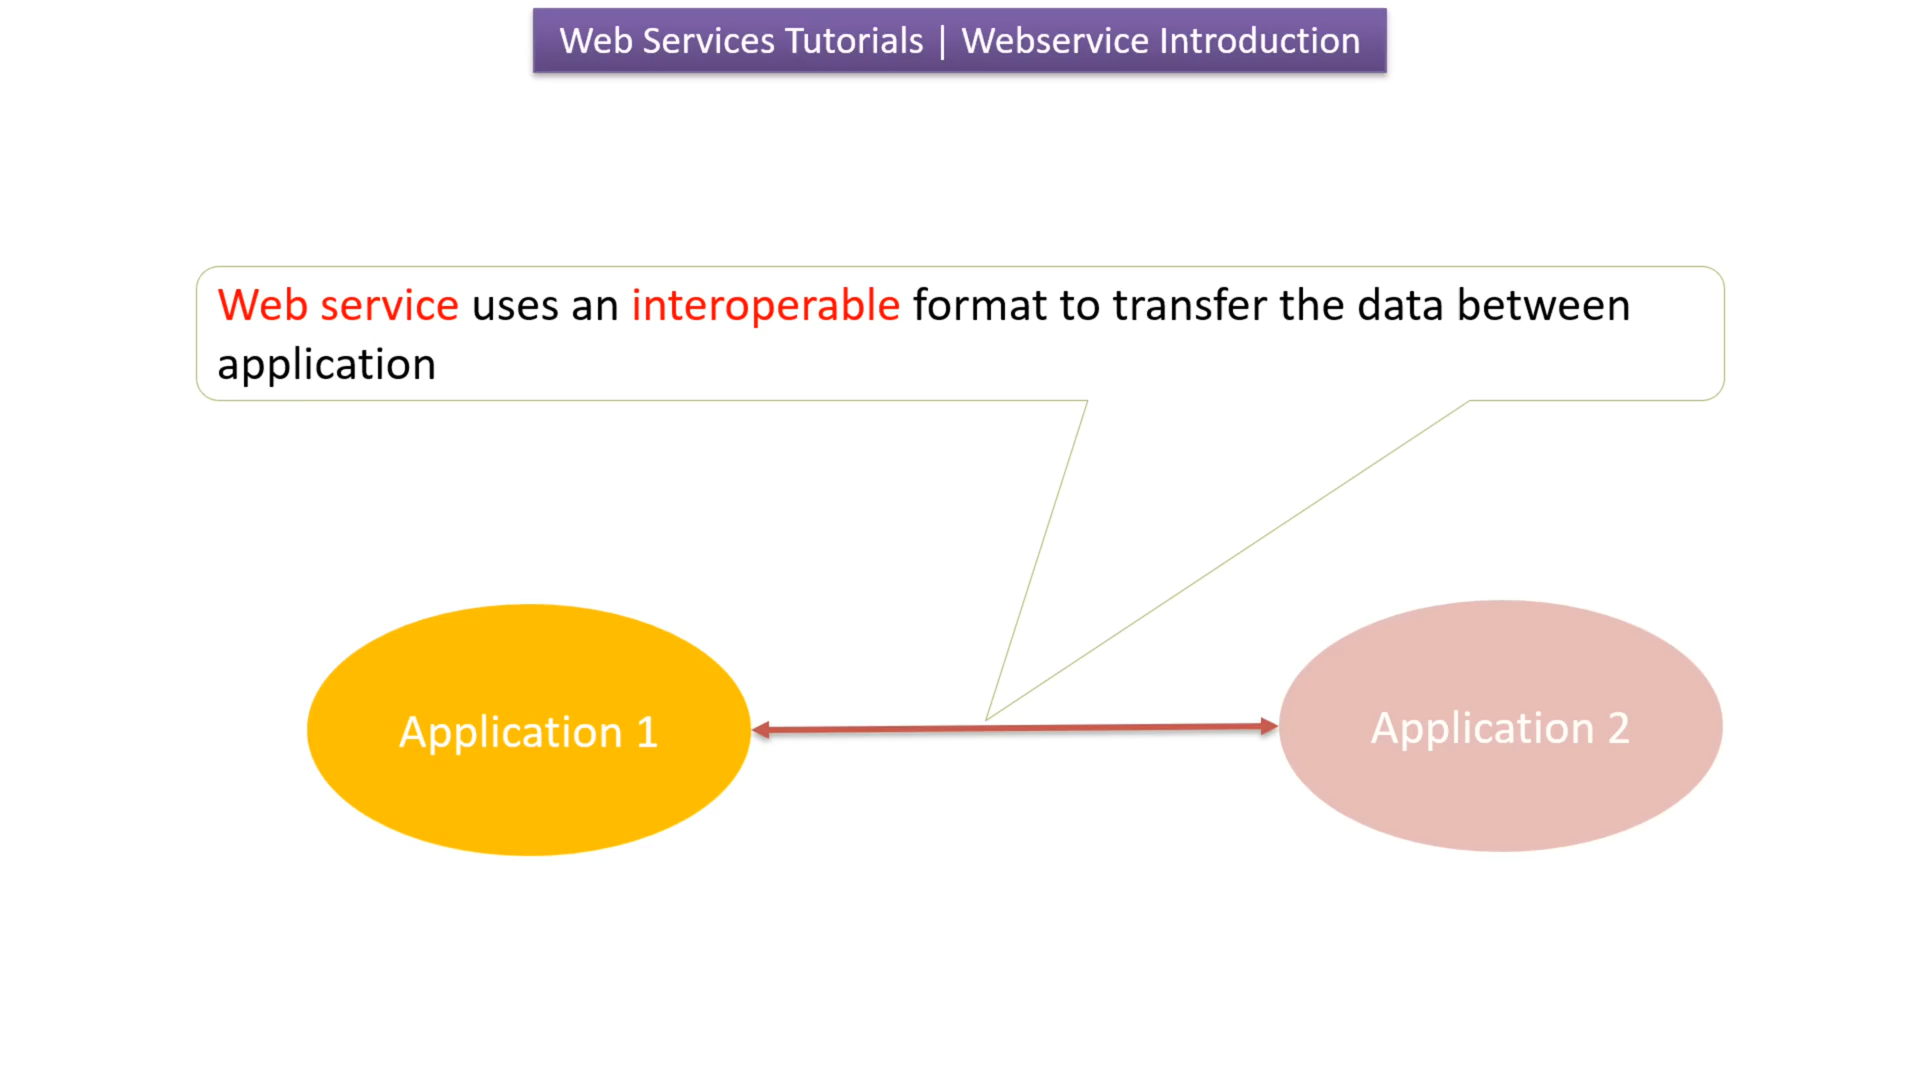 Web Services Tutorials | Webservice Introduction
Web service uses an interoperable format to transfer the data between
application
Application 1
Application 2